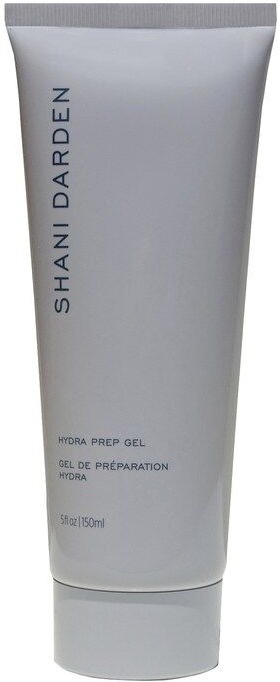 SHANI DARDEN
HYDRA PREP GEL
GEL DE PRÉPARATION
HYDRA
5 fl oz | 150ml